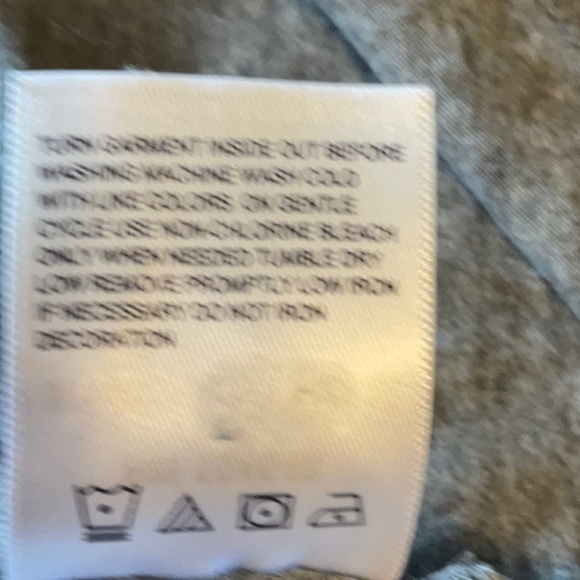 TURN GARMENT INSIDE OUT BEFORE
WASHING MACHINE WASH COLD
WITH LIKE COLORS ON GENTLE
CYCLE USE NON-CHLORINE BLEACH
ONLY WHEN NEEDED TUMBLE DRY
LOW REMOVE PROMPTLY LOW IRON
IF NECESSARY DO NOT IRON
DECORATION